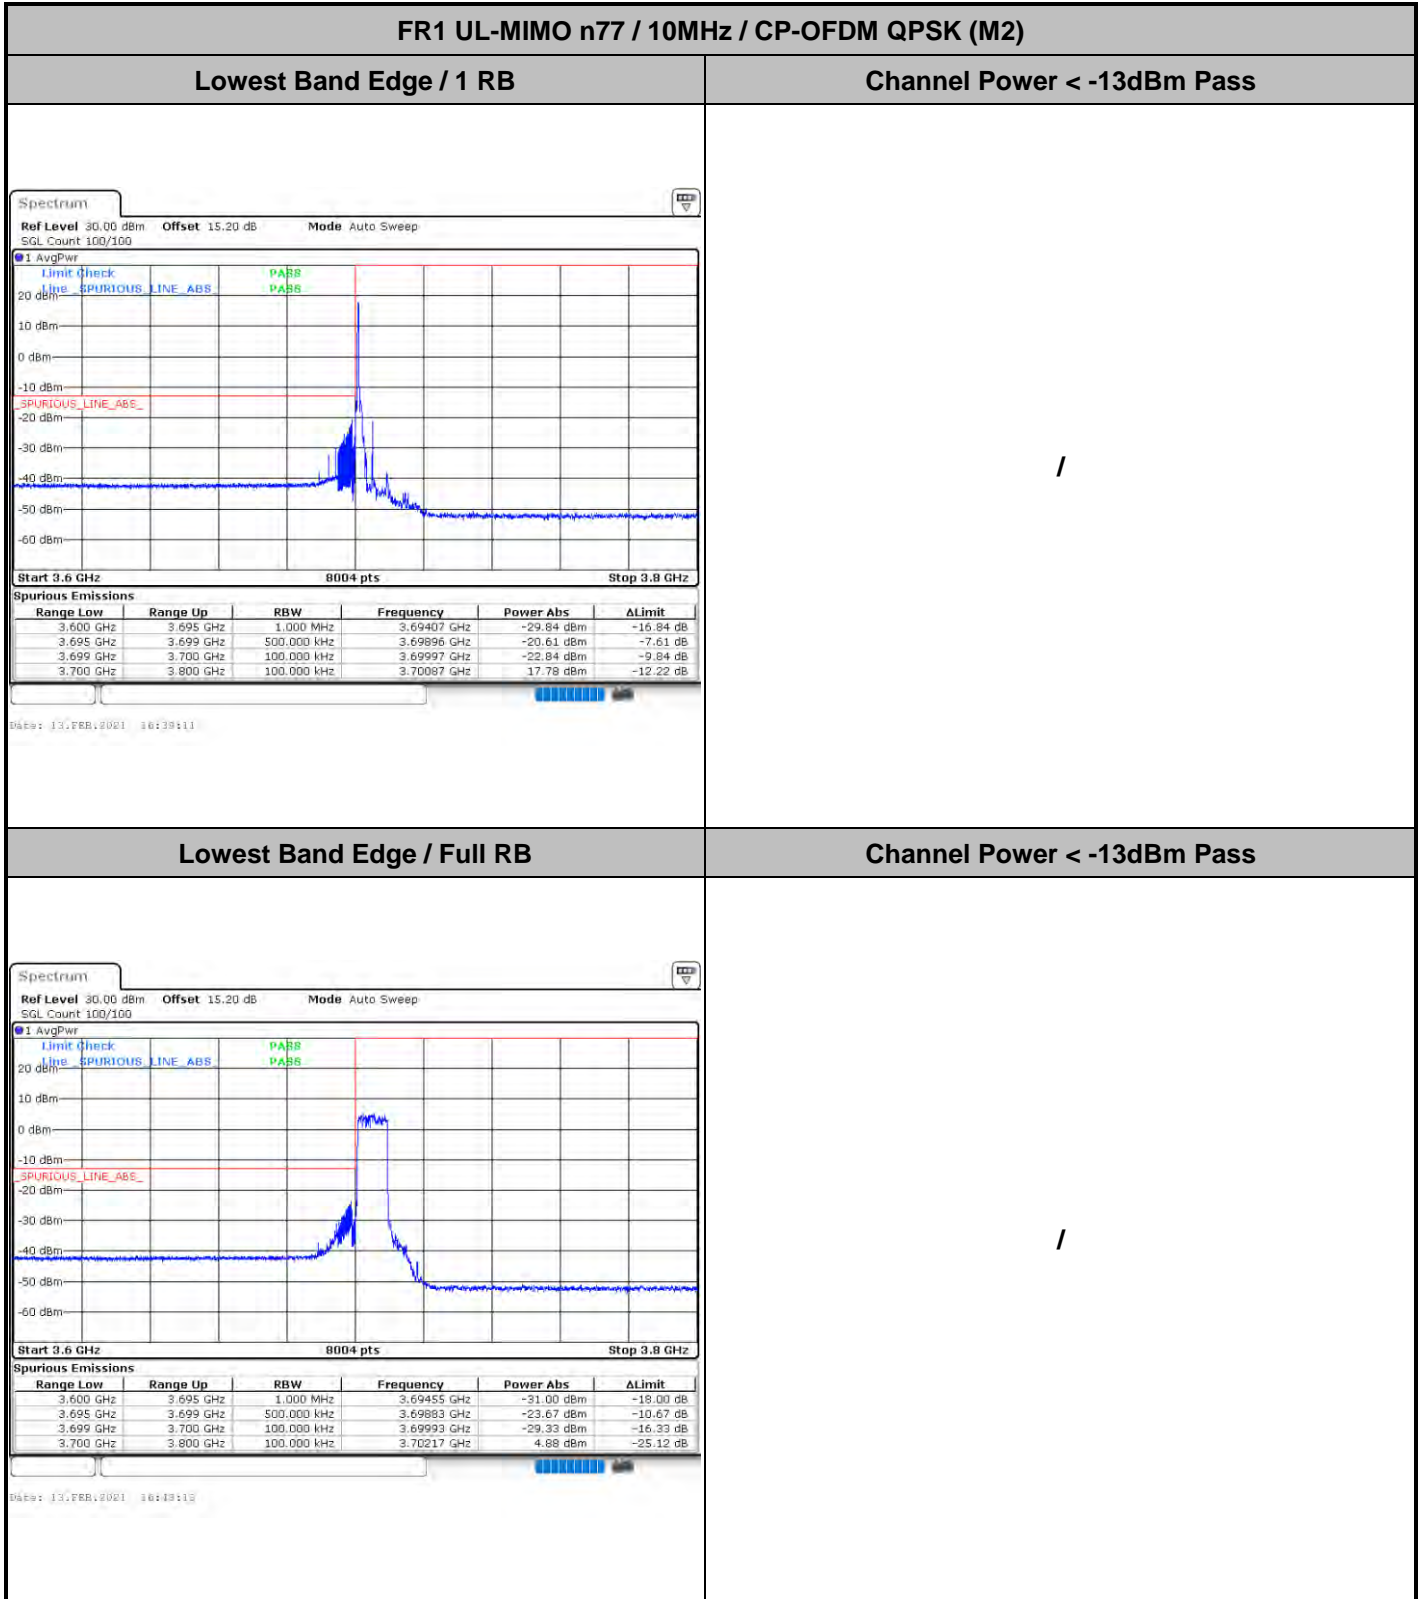 FR1 UL-MIMO n77 / 10MHz / CP-OFDM QPSK (M2)
Lowest Band Edge / 1 RB
Channel Power < -13dBm Pass
Spectrum
Ref Level 30.00 dBm Offset 15.20 dB Mode Auto Sweep
SGL Count 100/100
1 AvgPwr
Limit Check PASS
Line _SPURIOUS_LINE_ABS_ PASS
20 dBm
10 dBm
0 dBm
-10 dBm
_SPURIOUS_LINE_ABS_
-20 dBm
-30 dBm
-40 dBm
-50 dBm
-60 dBm
Start 3.6 GHz 8004 pts Stop 3.8 GHz
Spurious Emissions
Range Low Range Up RBW Frequency Power Abs ΔLimit
3.600 GHz 3.695 GHz 1.000 MHz 3.69407 GHz -29.84 dBm -16.84 dB
3.695 GHz 3.699 GHz 500.000 kHz 3.69896 GHz -20.61 dBm -7.61 dB
3.699 GHz 3.700 GHz 100.000 kHz 3.69997 GHz -22.84 dBm -9.84 dB
3.700 GHz 3.800 GHz 100.000 kHz 3.70087 GHz 17.78 dBm -12.22 dB
Date: 13.FEB.2021 16:39:11
/
Lowest Band Edge / Full RB
Channel Power < -13dBm Pass
Spectrum
Ref Level 30.00 dBm Offset 15.20 dB Mode Auto Sweep
SGL Count 100/100
1 AvgPwr
Limit Check PASS
Line _SPURIOUS_LINE_ABS_ PASS
20 dBm
10 dBm
0 dBm
-10 dBm
_SPURIOUS_LINE_ABS_
-20 dBm
-30 dBm
-40 dBm
-50 dBm
-60 dBm
Start 3.6 GHz 8004 pts Stop 3.8 GHz
Spurious Emissions
Range Low Range Up RBW Frequency Power Abs ΔLimit
3.600 GHz 3.695 GHz 1.000 MHz 3.69455 GHz -31.00 dBm -18.00 dB
3.695 GHz 3.699 GHz 500.000 kHz 3.69883 GHz -23.67 dBm -10.67 dB
3.699 GHz 3.700 GHz 100.000 kHz 3.69993 GHz -29.33 dBm -16.33 dB
3.700 GHz 3.800 GHz 100.000 kHz 3.70217 GHz 4.88 dBm -25.12 dB
Date: 13.FEB.2021
/